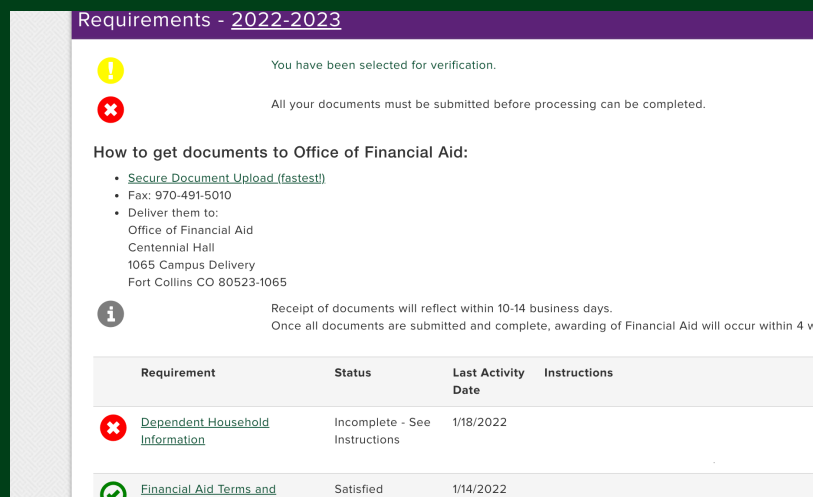 Requirements - 2022-2023
You have been selected for verification.
All your documents must be submitted before processing can be completed.
How to get documents to Office of Financial Aid:
Secure Document Upload (fastest!)
Fax: 970-491-5010
Deliver them to:
Office of Financial Aid
Centennial Hall
1065 Campus Delivery
Fort Collins CO 80523-1065
Receipt of documents will reflect within 10-14 business days.
Once all documents are submitted and complete, awarding of Financial Aid will occur within 4
Requirement Status Last Activity Date Instructions
Dependent Household Incomplete - See 1/18/2022
Information Instructions
Financial Aid Terms and Satisfied 1/14/2022